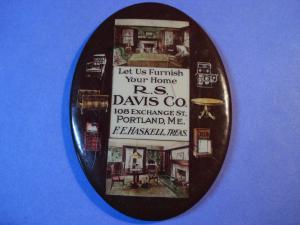 Let Us Furnish
Your Home
R.S.
DAVIS CO.
108 EXCHANGE ST.
PORTLAND, ME.
F.E. HASKELL, TREAS.